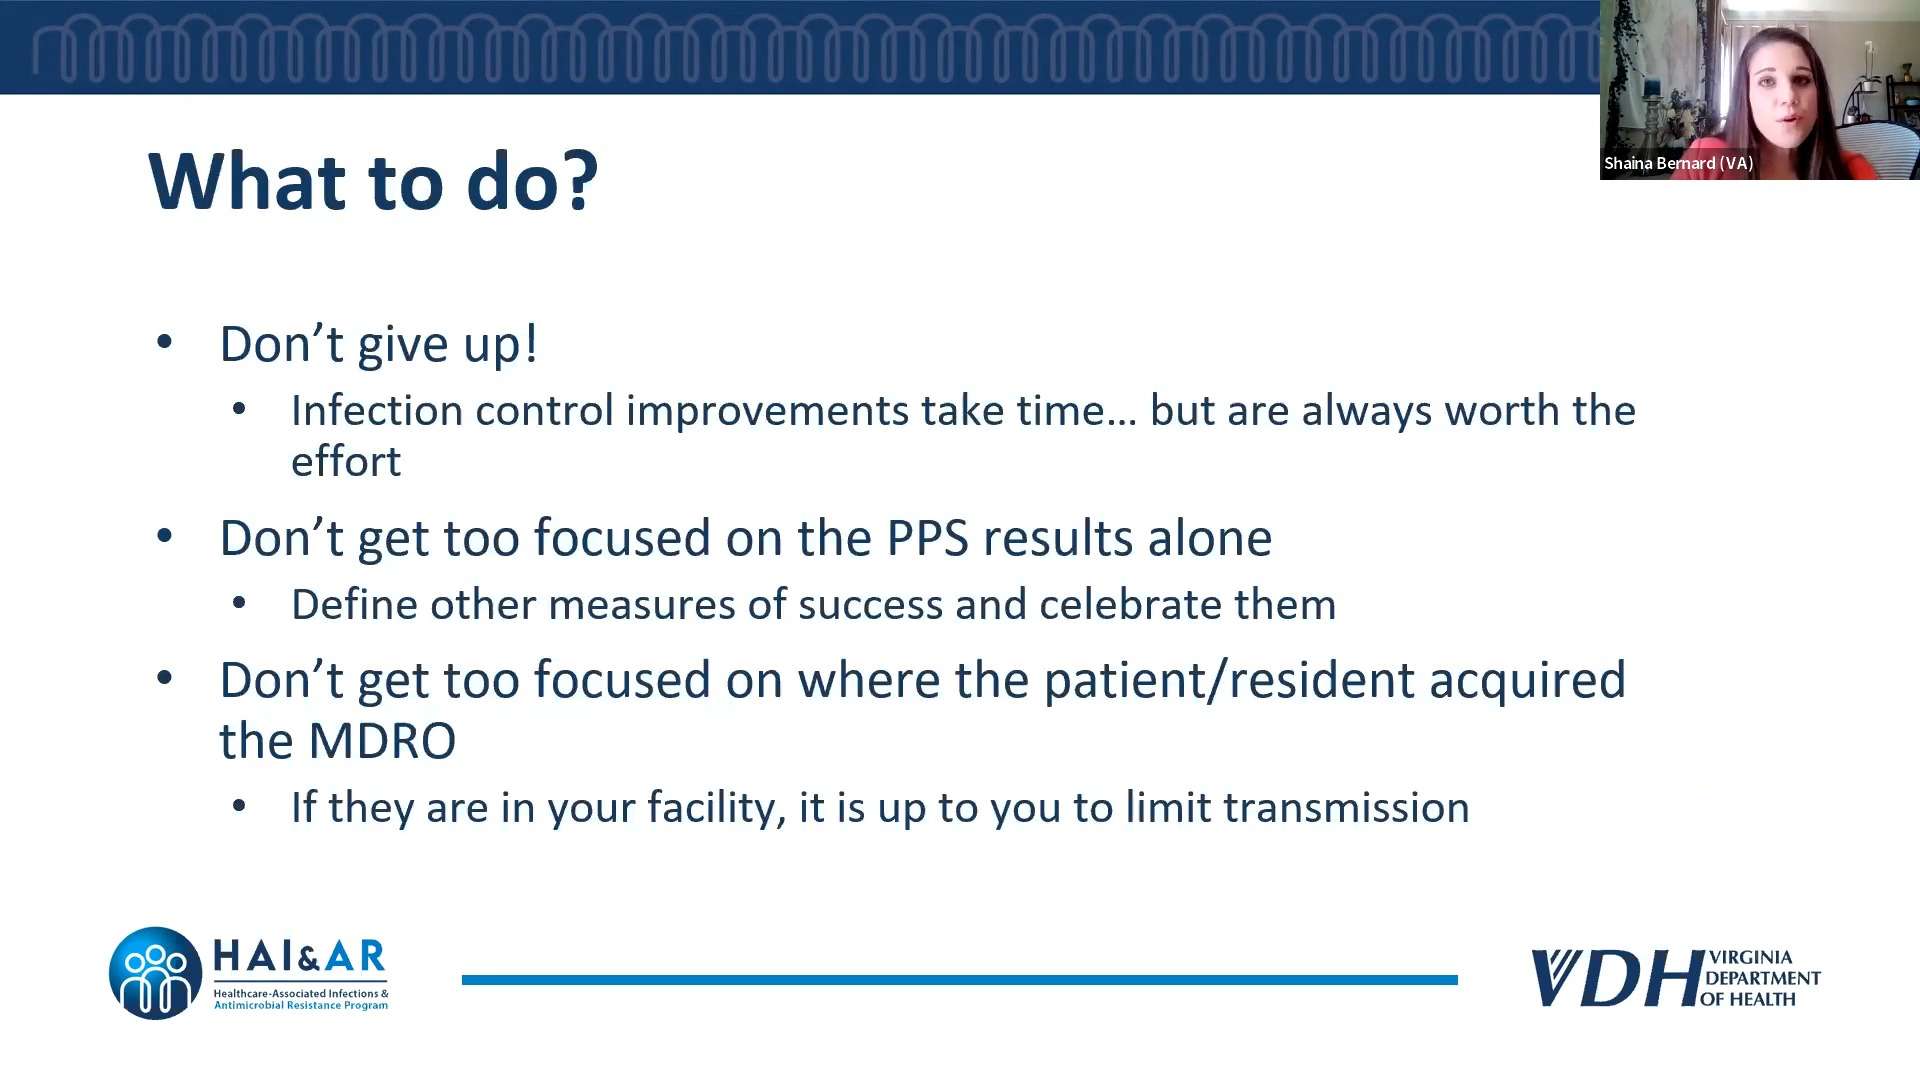 Shaina Bernard (VA)
What to do?
• Don’t give up!
• Infection control improvements take time... but are always worth the
effort
• Don’t get too focused on the PPS results alone
• Define other measures of success and celebrate them
• Don’t get too focused on where the patient/resident acquired
the MDRO
• If they are in your facility, it is up to you to limit transmission
HAI&AR
Healthcare-Associated Infections &
Antimicrobial Resistance Program
VDH VIRGINIA
DEPARTMENT
OF HEALTH